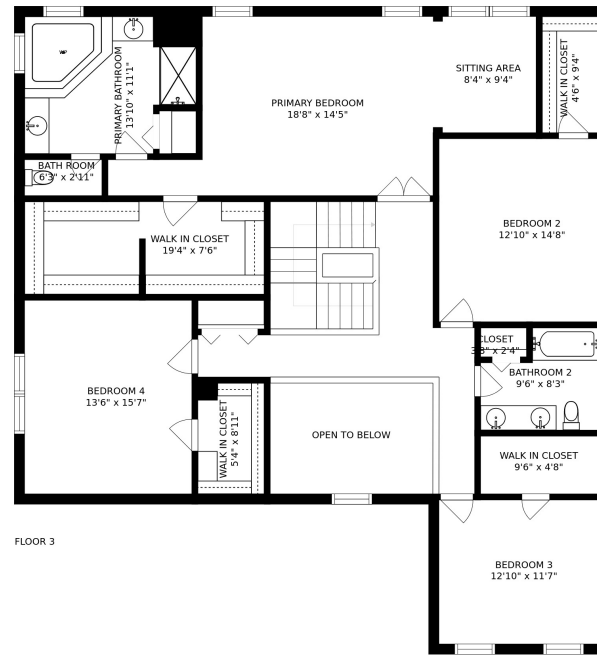 PRIMARY BATHROOM
13'10" x 11'1"
PRIMARY BEDROOM
18'8" x 14'5"
SITTING AREA
8'4" x 9'4"
WALK IN CLOSET
4'6" x 9'4"
BATH ROOM
6'3" x 2'11"
WALK IN CLOSET
19'4" x 7'6"
BEDROOM 2
12'10" x 14'8"
CLOSET
3'3" x 2'4"
BATHROOM 2
9'6" x 8'3"
BEDROOM 4
13'6" x 15'7"
WALK IN CLOSET
5'4" x 8'11"
OPEN TO BELOW
WALK IN CLOSET
9'6" x 4'8"
FLOOR 3
BEDROOM 3
12'10" x 11'7"